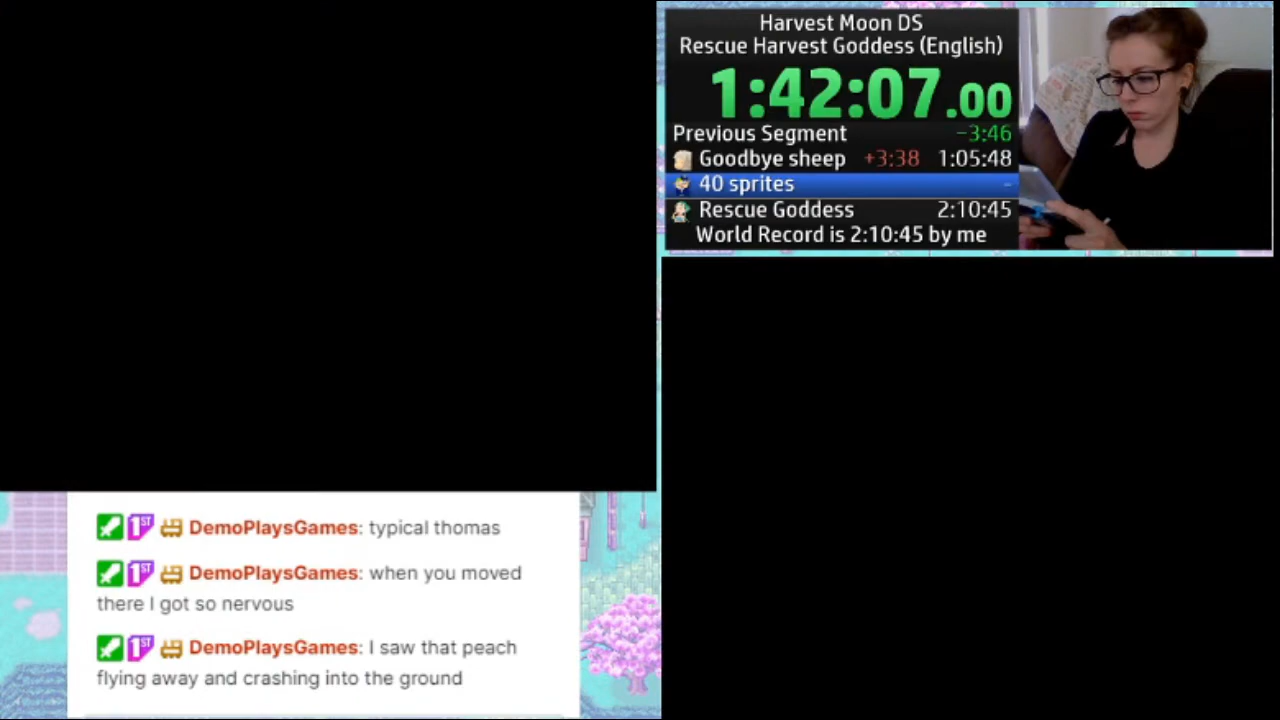 Harvest Moon DS
Rescue Harvest Goddess (English)
1:42:07.00
Previous Segment -3:46
Goodbye sheep +3:38 1:05:48
40 sprites -
Rescue Goddess 2:10:45
World Record is 2:10:45 by me
1ST DemoPlaysGames: typical thomas
1ST DemoPlaysGames: when you moved
there I got so nervous
1ST DemoPlaysGames: I saw that peach
flying away and crashing into the ground